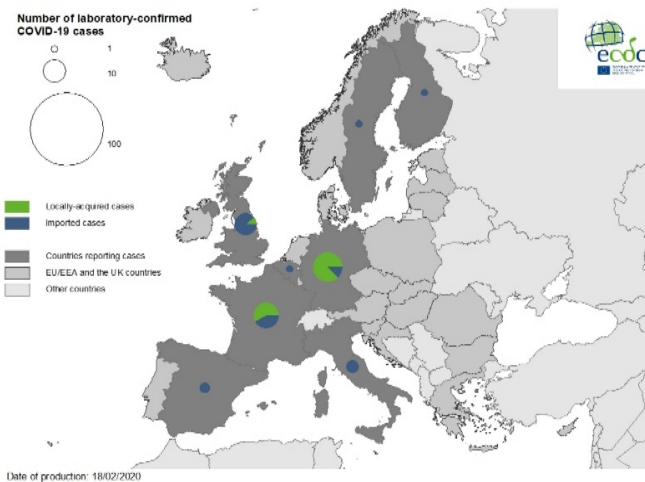 Number of laboratory-confirmed
COVID-19 cases
1
10
100
ecdc
Locally-acquired cases
Imported cases
Countries reporting cases
EU/EEA and the UK countries
Other countries
Date of production: 18/02/2020